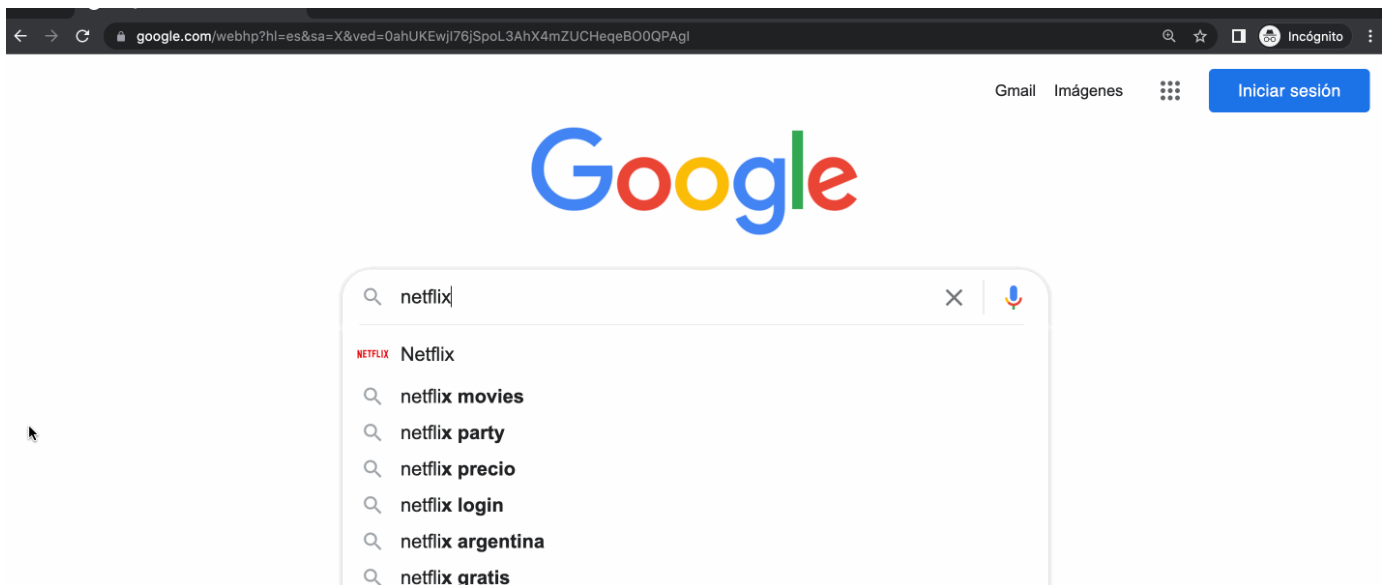 google.com/webhp?hl=es&sa=X&ved=0ahUKEwjI76jSpoL3AhX4mZUCHeqeBO0QPAgI
Incógnito
Gmail Imágenes Iniciar sesión
Google
netflix
NETFLIX Netflix
netflix movies
netflix party
netflix precio
netflix login
netflix argentina
netflix gratis